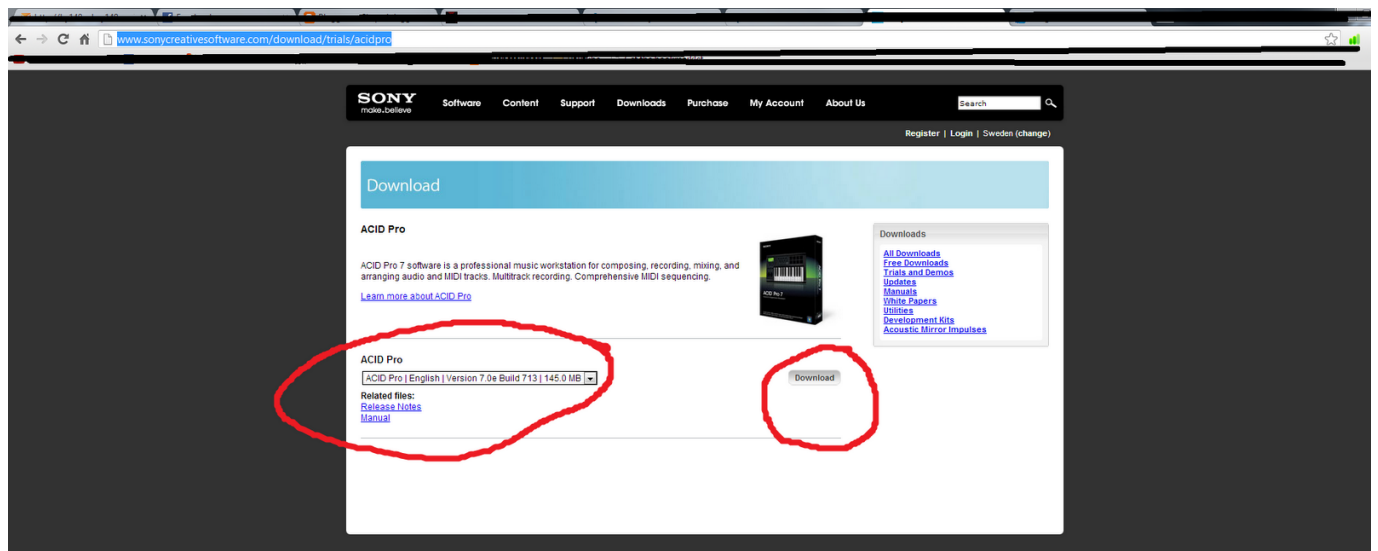 www.sonycreativesoftware.com/download/trials/acidpro
SONY
make.believe
Software Content Support Downloads Purchase My Account About Us Search
Register | Login | Sweden (change)
Download
ACID Pro
ACID Pro 7 software is a professional music workstation for composing, recording, mixing, and
arranging audio and MIDI tracks. Multitrack recording. Comprehensive MIDI sequencing.
Learn more about ACID Pro
ACID Pro 7
Downloads
All Downloads
Free Downloads
Trials and Demos
Updates
Manuals
White Papers
Utilities
Development Kits
Acoustic Mirror Impulses
ACID Pro
ACID Pro | English | Version 7.0e Build 713 | 145.0 MB
Download
Related files:
Release Notes
Manual